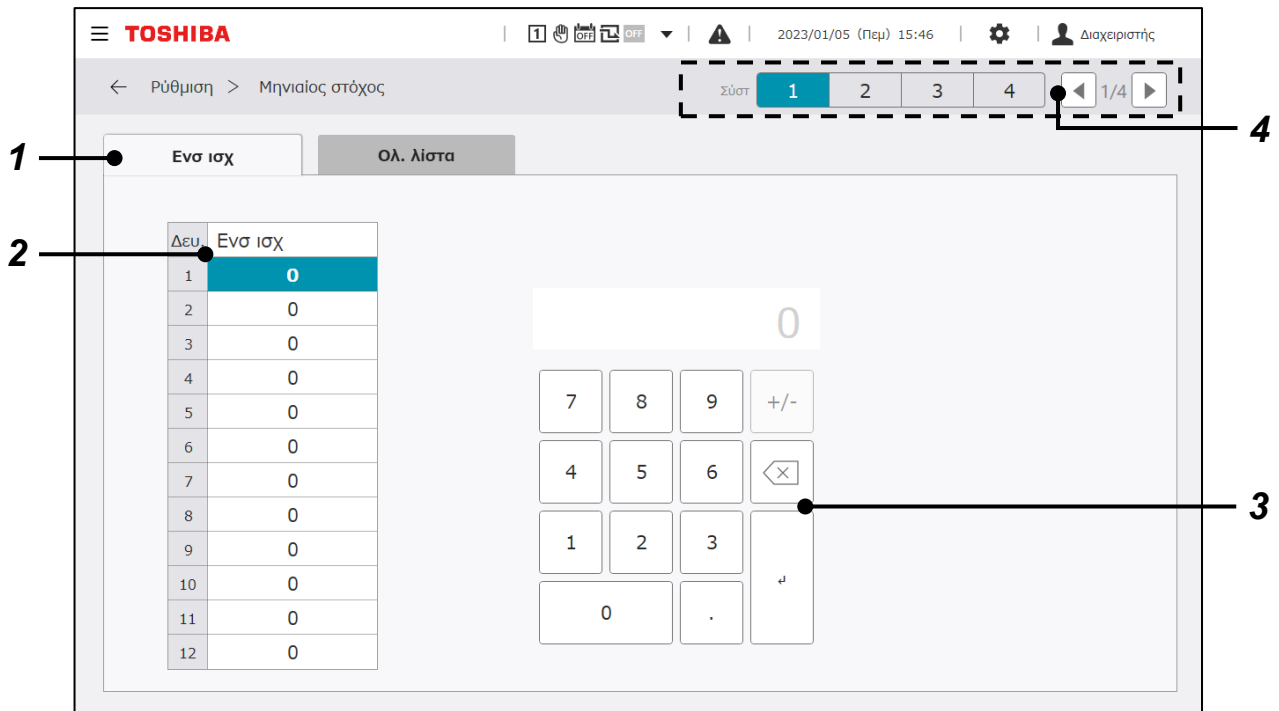 TOSHIBA | 1 OFF OFF ▼ | | 2023/01/05 (Πεμ) 15:46 | | Διαχειριστής
← Ρύθμιση > Μηνιαίος στόχος Σύστ 1 2 3 4 ◀ 1/4 ▶
4
1
Ενσ ισχ Ολ. λίστα
2
Δευ. Ενσ ισχ
1 0
2 0
3 0
4 0
5 0
6 0
7 0
8 0
9 0
10 0
11 0
12 0
0
7 8 9 +/-
4 5 6
3
1 2 3
0 .